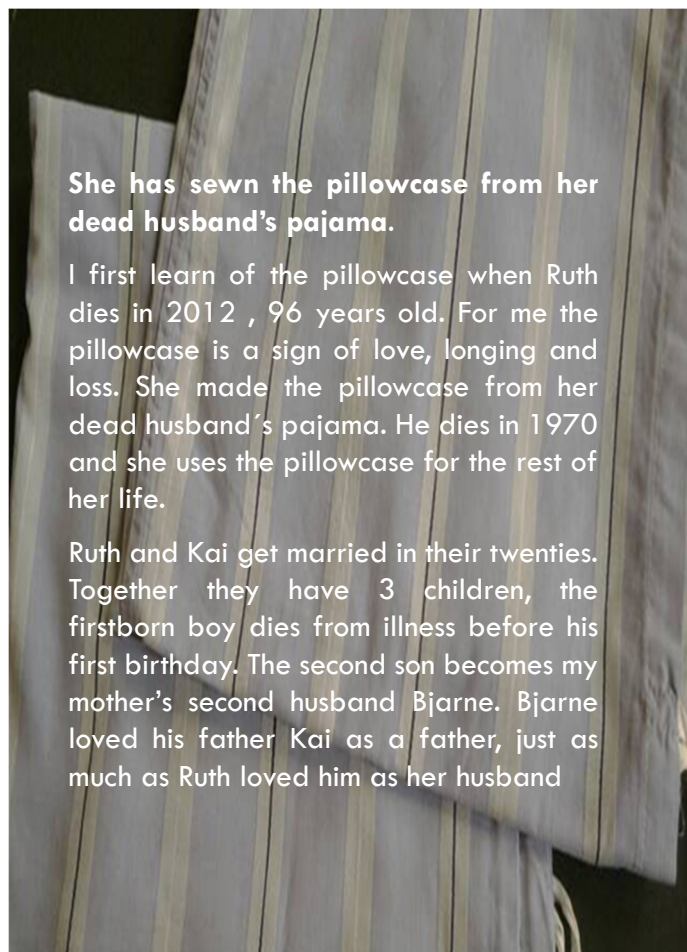 She has sewn the pillowcase from her
dead husband’s pajama.
I first learn of the pillowcase when Ruth
dies in 2012 , 96 years old. For me the
pillowcase is a sign of love, longing and
loss. She made the pillowcase from her
dead husband´s pajama. He dies in 1970
and she uses the pillowcase for the rest of
her life.
Ruth and Kai get married in their twenties.
Together they have 3 children, the
firstborn boy dies from illness before his
first birthday. The second son becomes my
mother’s second husband Bjarne. Bjarne
loved his father Kai as a father, just as
much as Ruth loved him as her husband